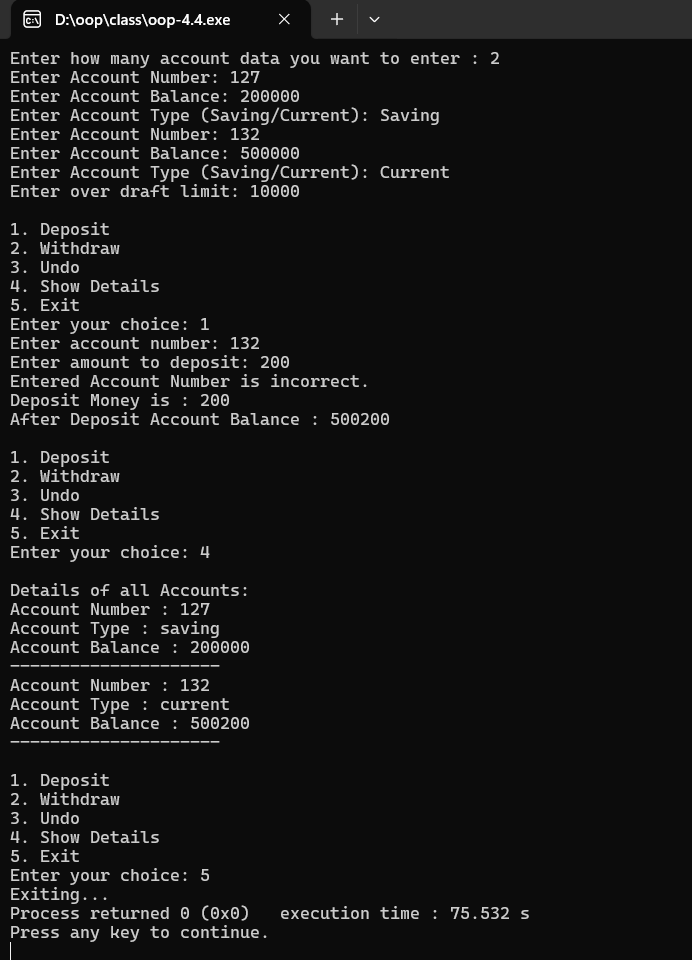 D:\oop\class\oop-4.4.exe
Enter how many account data you want to enter : 2
Enter Account Number: 127
Enter Account Balance: 200000
Enter Account Type (Saving/Current): Saving
Enter Account Number: 132
Enter Account Balance: 500000
Enter Account Type (Saving/Current): Current
Enter over draft limit: 10000

1. Deposit
2. Withdraw
3. Undo
4. Show Details
5. Exit
Enter your choice: 1
Enter account number: 132
Enter amount to deposit: 200
Entered Account Number is incorrect.
Deposit Money is : 200
After Deposit Account Balance : 500200

1. Deposit
2. Withdraw
3. Undo
4. Show Details
5. Exit
Enter your choice: 4

Details of all Accounts:
Account Number : 127
Account Type : saving
Account Balance : 200000
---------------------
Account Number : 132
Account Type : current
Account Balance : 500200
---------------------

1. Deposit
2. Withdraw
3. Undo
4. Show Details
5. Exit
Enter your choice: 5
Exiting...
Process returned 0 (0x0)   execution time : 75.532 s
Press any key to continue.